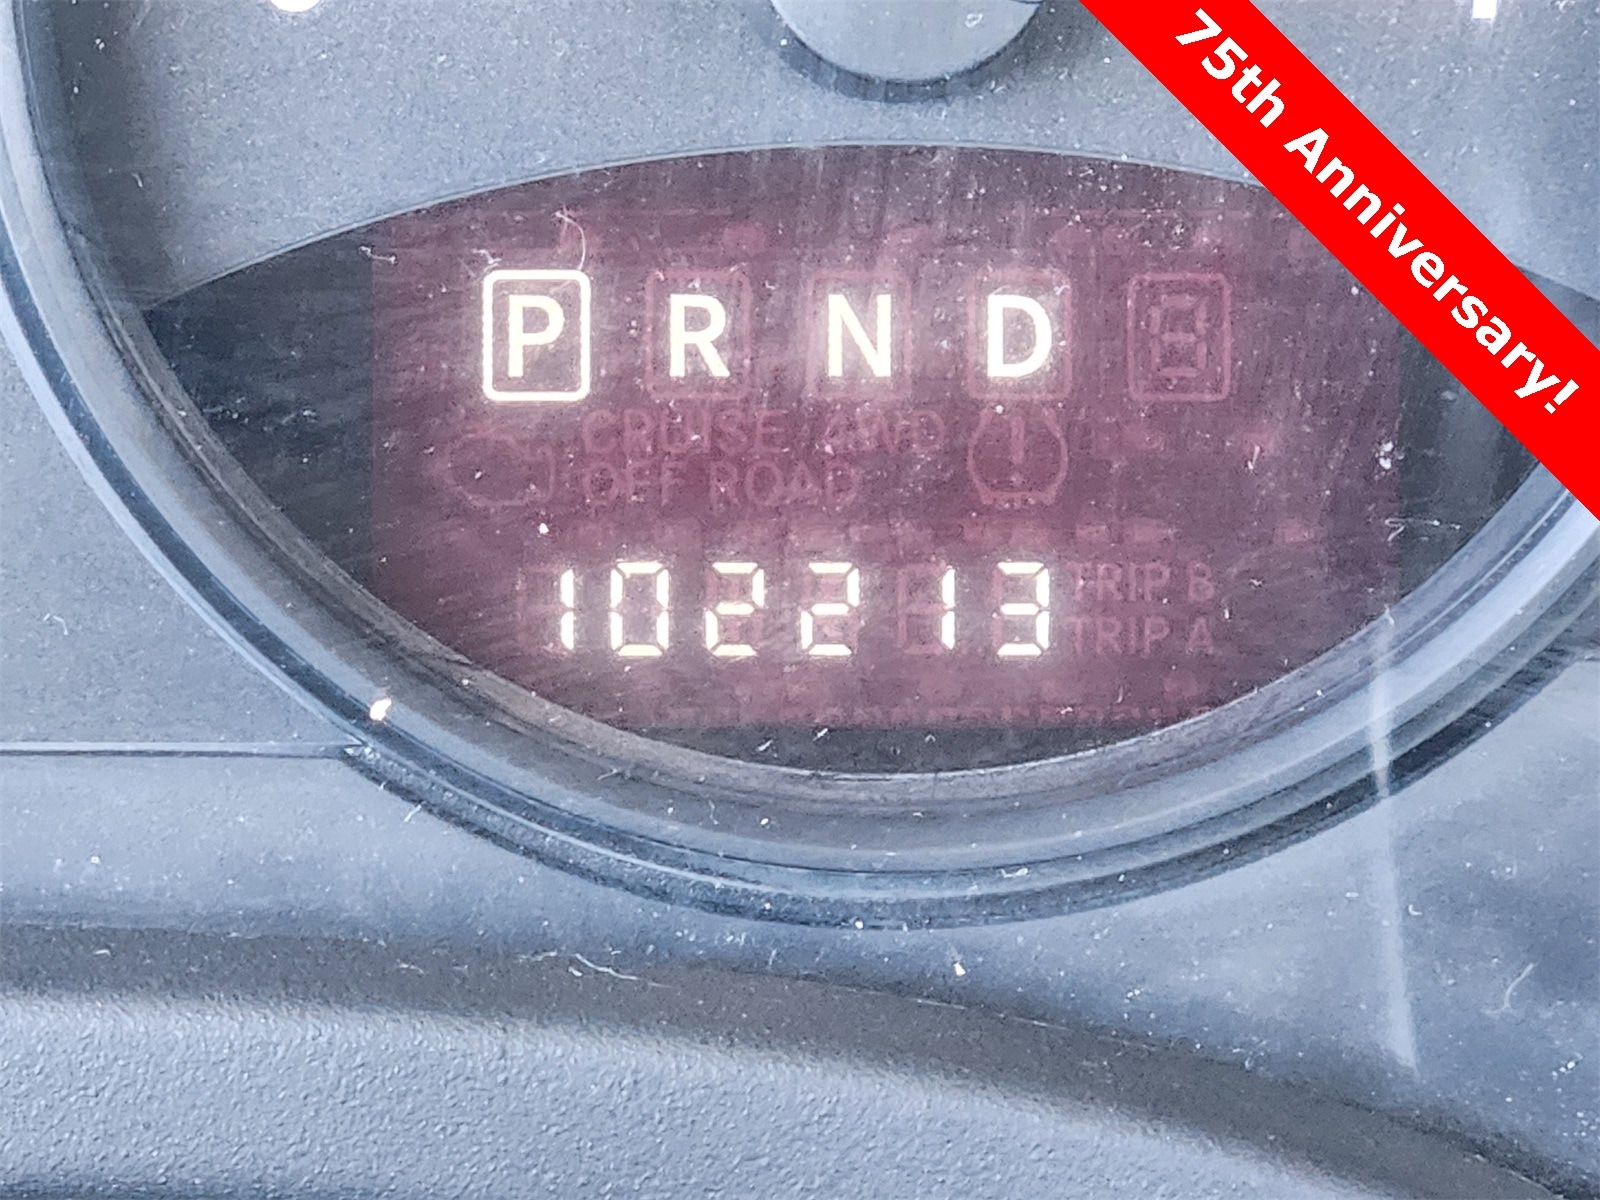 75th Anniversary!
P R N D
CRUISE 4WD
OFF ROAD
102213
TRIP B
TRIP A